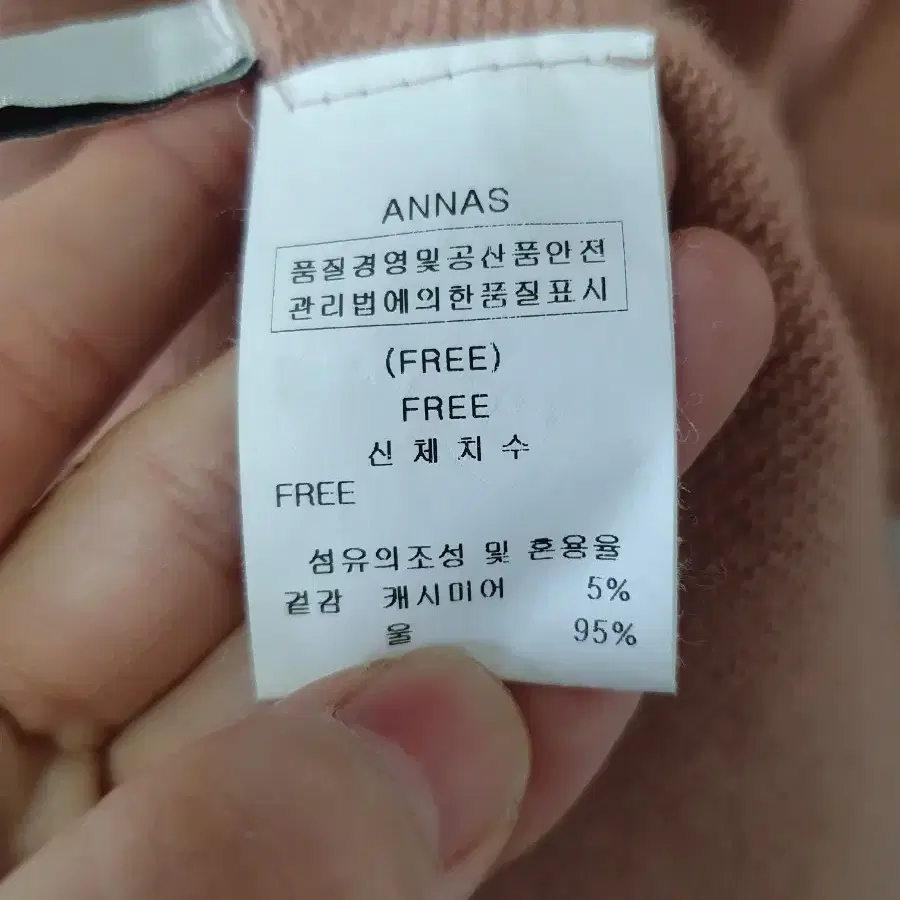 ANNAS
품질경영및공산품안전
관리법에의한품질표시
(FREE)
FREE
신체치수
FREE
섬유의조성 및 혼용율
겉감 캐시미어 5%
울 95%